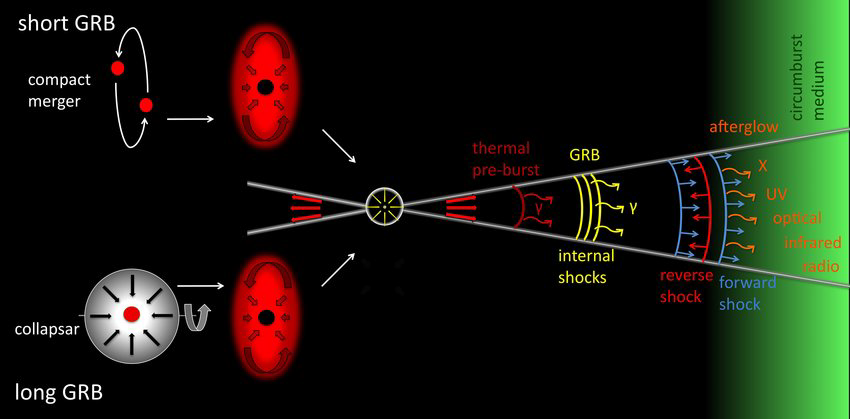 short GRB
compact
merger
thermal
pre-burst
γ
GRB
γ
internal
shocks
afterglow
circumburst
medium
X
UV
optical
infrared
radio
reverse
shock
forward
shock
collapsar
long GRB